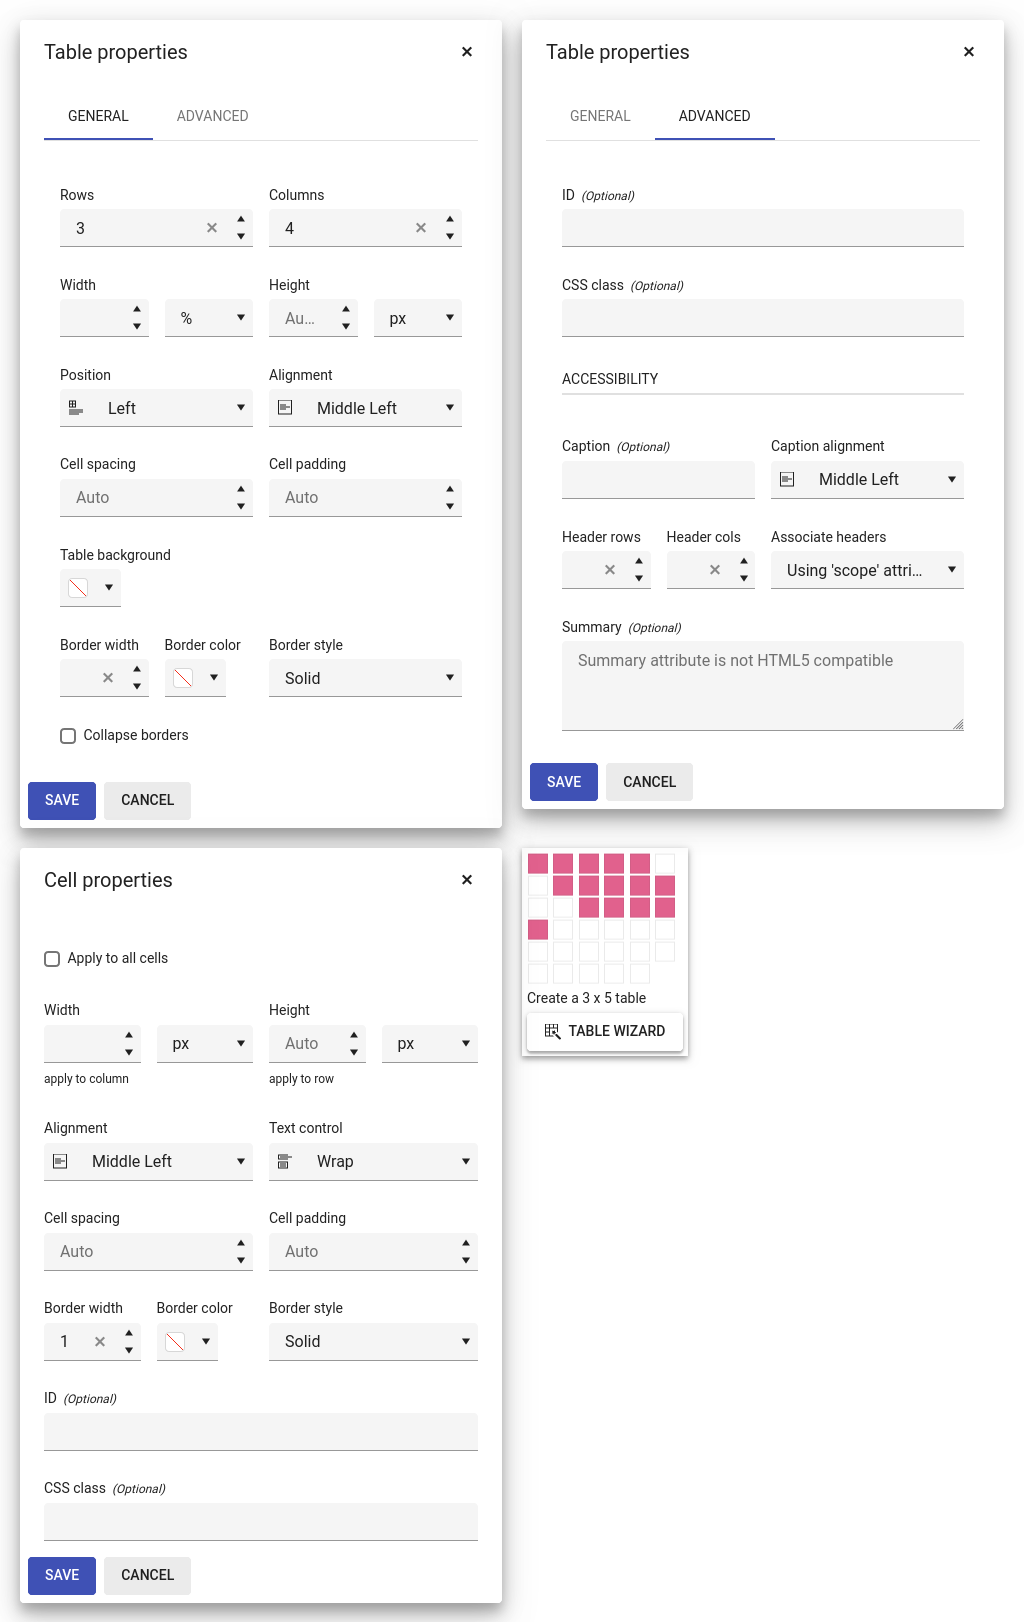 Table properties
GENERAL ADVANCED
Rows Columns
3 4
Width Height
% Au... px
Position Alignment
Left Middle Left
Cell spacing Cell padding
Auto Auto
Table background
Border width Border color Border style
Solid
Collapse borders
SAVE CANCEL
Table properties
GENERAL ADVANCED
ID (Optional)
CSS class (Optional)
ACCESSIBILITY
Caption (Optional) Caption alignment
Middle Left
Header rows Header cols Associate headers
Using 'scope' attri...
Summary (Optional)
Summary attribute is not HTML5 compatible
SAVE CANCEL
Cell properties
Apply to all cells
Width Height
px Auto px
apply to column apply to row
Alignment Text control
Middle Left Wrap
Cell spacing Cell padding
Auto Auto
Border width Border color Border style
1 Solid
ID (Optional)
CSS class (Optional)
SAVE CANCEL
Create a 3 x 5 table
TABLE WIZARD